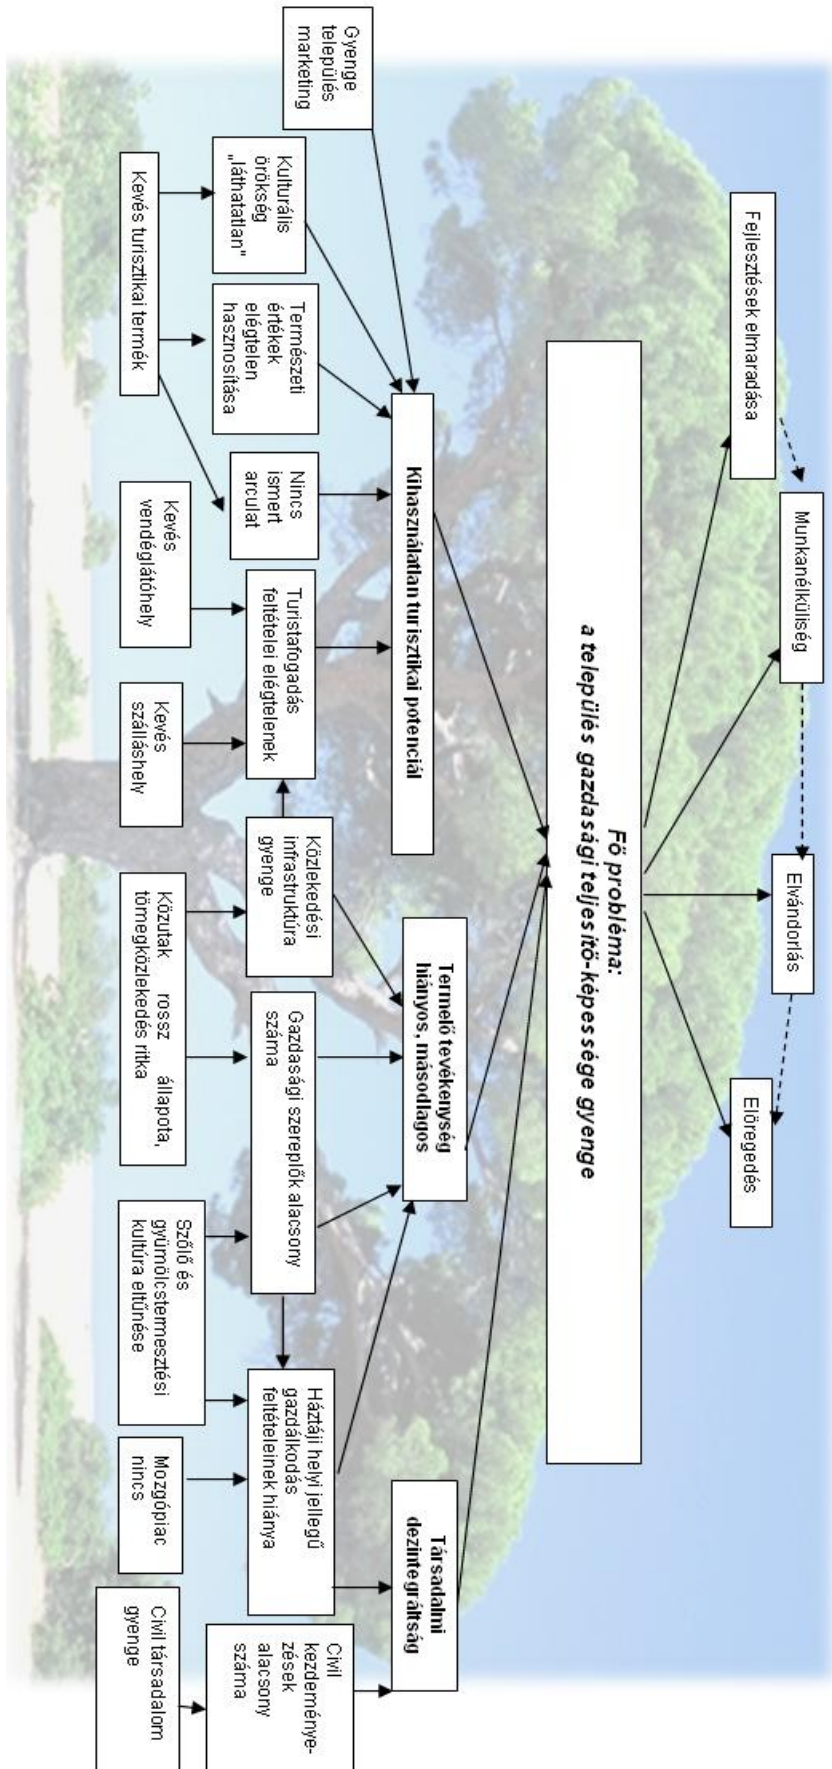 Fejlesztések elmaradása
Munkanélküliség
Elvándorlás
Elöregedés
Fő probléma:
a település gazdasági teljesítő-képessége gyenge
Gyenge
település
marketing
Kihasználatlan turisztikai potenciál
Termelő tevékenység
hiányos, másodlagos
Társadalmi
dezintegráltság
Kulturális
örökség
„láthatatlan"
Természeti
értékek
elégtelen
hasznosítása
Nincs
ismert
arculat
Turistafogadás
feltételei elégtelenek
Közlekedési
infrastruktúra
gyenge
Gazdasági szereplők alacsony
száma
Háztáji helyi jellegű
gazdálkodás
feltételeinek hiánya
Civil
kezdeménye-
zések
alacsony
száma
Kevés turisztikai termék
Kevés
vendéglátóhely
Kevés
szálláshely
Közutak rossz állapota,
tömegközlekedés ritka
Szőlő és
gyümölcstermesztési
kultúra eltűnése
Mozgópiac
nincs
Civil társadalom
gyenge